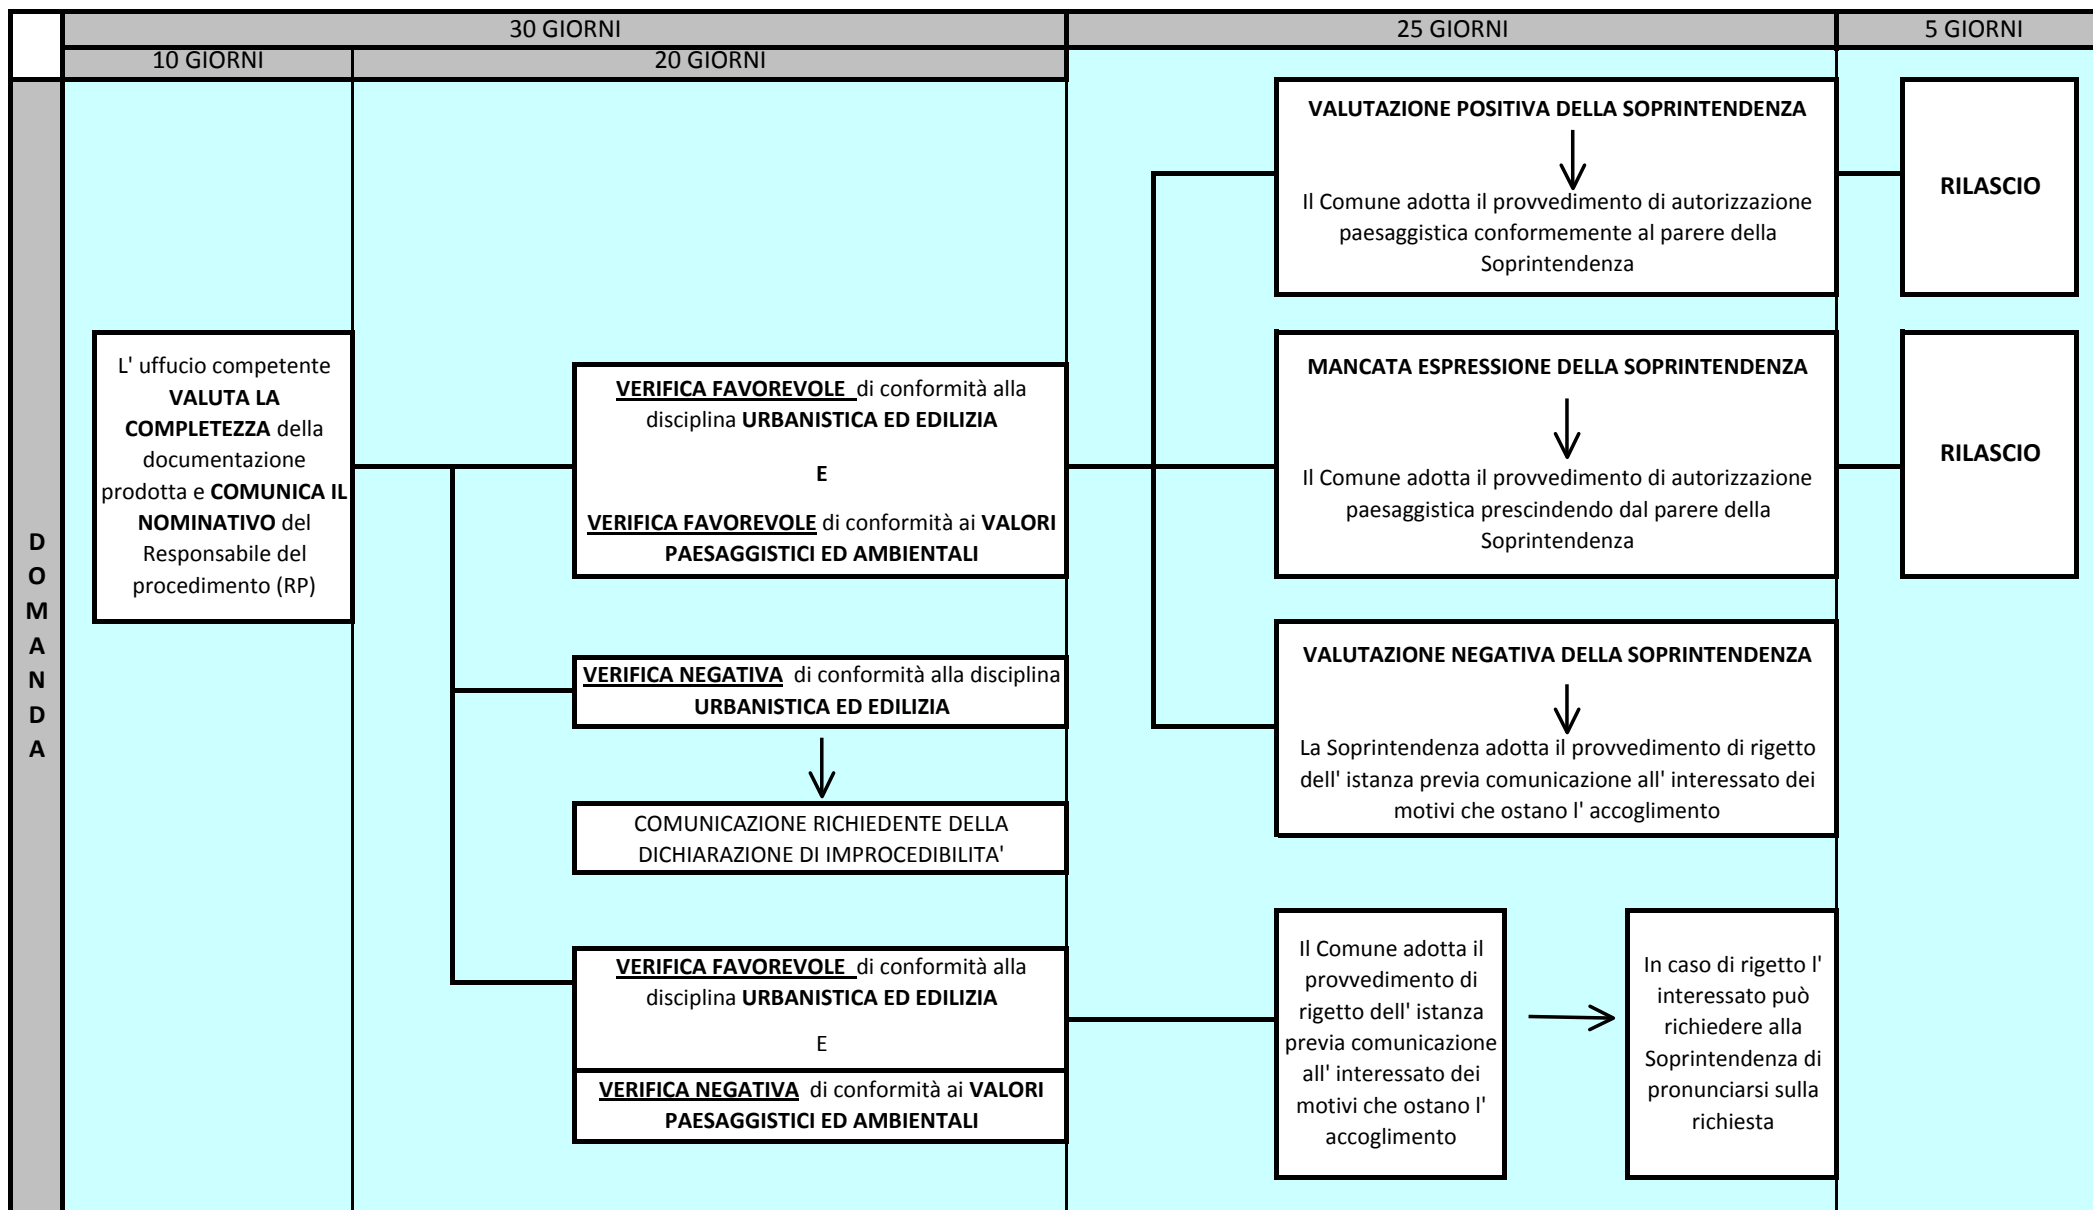 30 GIORNI
25 GIORNI
5 GIORNI
10 GIORNI
20 GIORNI
D
O
M
A
N
D
A
L' uffucio competente
VALUTA LA
COMPLETEZZA della
documentazione
prodotta e COMUNICA IL
NOMINATIVO del
Responsabile del
procedimento (RP)
VERIFICA FAVOREVOLE di conformità alla
disciplina URBANISTICA ED EDILIZIA
E
VERIFICA FAVOREVOLE di conformità ai VALORI
PAESAGGISTICI ED AMBIENTALI
VERIFICA NEGATIVA di conformità alla disciplina
URBANISTICA ED EDILIZIA
COMUNICAZIONE RICHIEDENTE DELLA
DICHIARAZIONE DI IMPROCEDIBILITA'
VERIFICA FAVOREVOLE di conformità alla
disciplina URBANISTICA ED EDILIZIA
E
VERIFICA NEGATIVA di conformità ai VALORI
PAESAGGISTICI ED AMBIENTALI
VALUTAZIONE POSITIVA DELLA SOPRINTENDENZA
Il Comune adotta il provvedimento di autorizzazione
paesaggistica conformemente al parere della
Soprintendenza
RILASCIO
MANCATA ESPRESSIONE DELLA SOPRINTENDENZA
Il Comune adotta il provvedimento di autorizzazione
paesaggistica prescindendo dal parere della
Soprintendenza
RILASCIO
VALUTAZIONE NEGATIVA DELLA SOPRINTENDENZA
La Soprintendenza adotta il provvedimento di rigetto
dell' istanza previa comunicazione all' interessato dei
motivi che ostano l' accoglimento
Il Comune adotta il
provvedimento di
rigetto dell' istanza
previa comunicazione
all' interessato dei
motivi che ostano l'
accoglimento
In caso di rigetto l'
interessato può
richiedere alla
Soprintendenza di
pronunciarsi sulla
richiesta